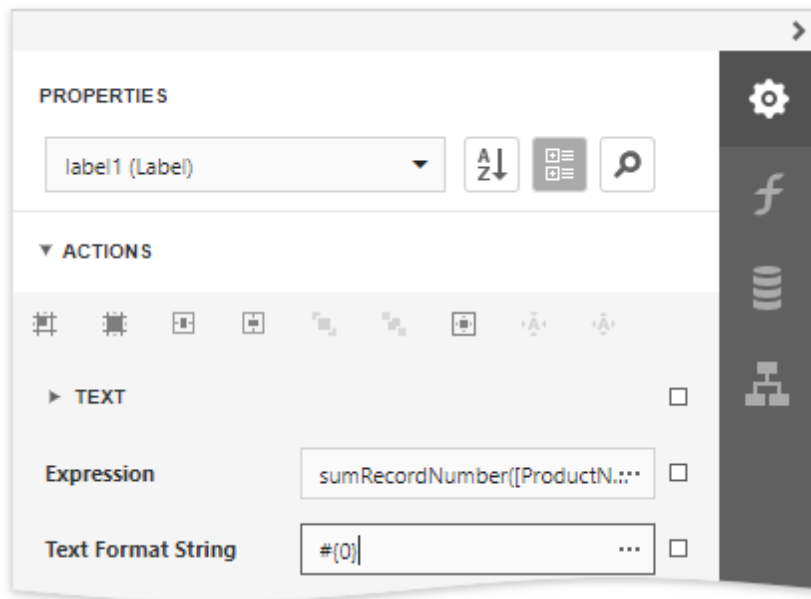 PROPERTIES
label1 (Label)
ACTIONS
TEXT
Expression
sumRecordNumber([ProductN...
Text Format String
#{0}